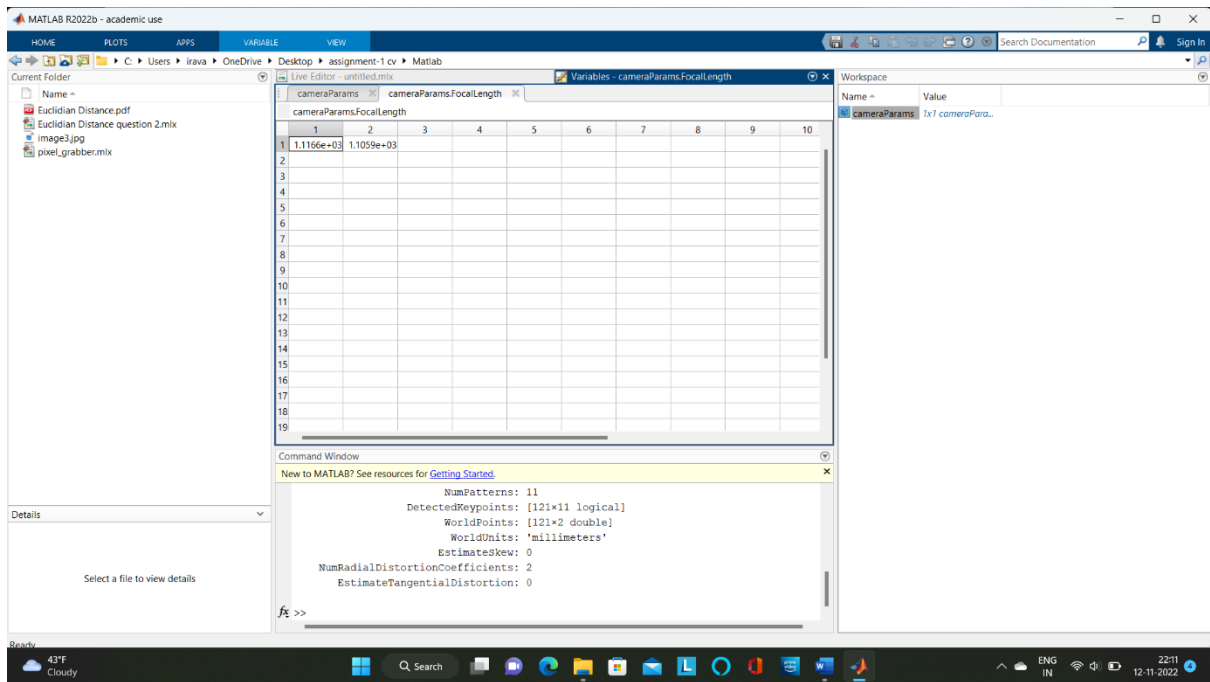 MATLAB R2022b - academic use
HOME PLOTS APPS VARIABLE VIEW Search Documentation Sign In
C: Users irava OneDrive Desktop assignment-1 cv Matlab
Current Folder
Name
Euclidian Distance.pdf
Euclidian Distance question 2.mlx
image3.jpg
pixel_grabber.mlx
Details
Select a file to view details
Live Editor - untitled.mlx Variables - cameraParams.FocalLength
cameraParams cameraParams.FocalLength
cameraParams.FocalLength
1 2 3 4 5 6 7 8 9 10
1 1.1166e+03 1.1059e+03
2
3
4
5
6
7
8
9
10
11
12
13
14
15
16
17
18
19
Command Window
New to MATLAB? See resources for Getting Started.
NumPatterns: 11
DetectedKeypoints: [121×11 logical]
WorldPoints: [121×2 double]
WorldUnits: 'millimeters'
EstimateSkew: 0
NumRadialDistortionCoefficients: 2
EstimateTangentialDistortion: 0
fx >>
Workspace
Name Value
cameraParams 1x1 cameraPara...
Ready
43°F
Cloudy
Search
ENG
IN
22:11
12-11-2022
4